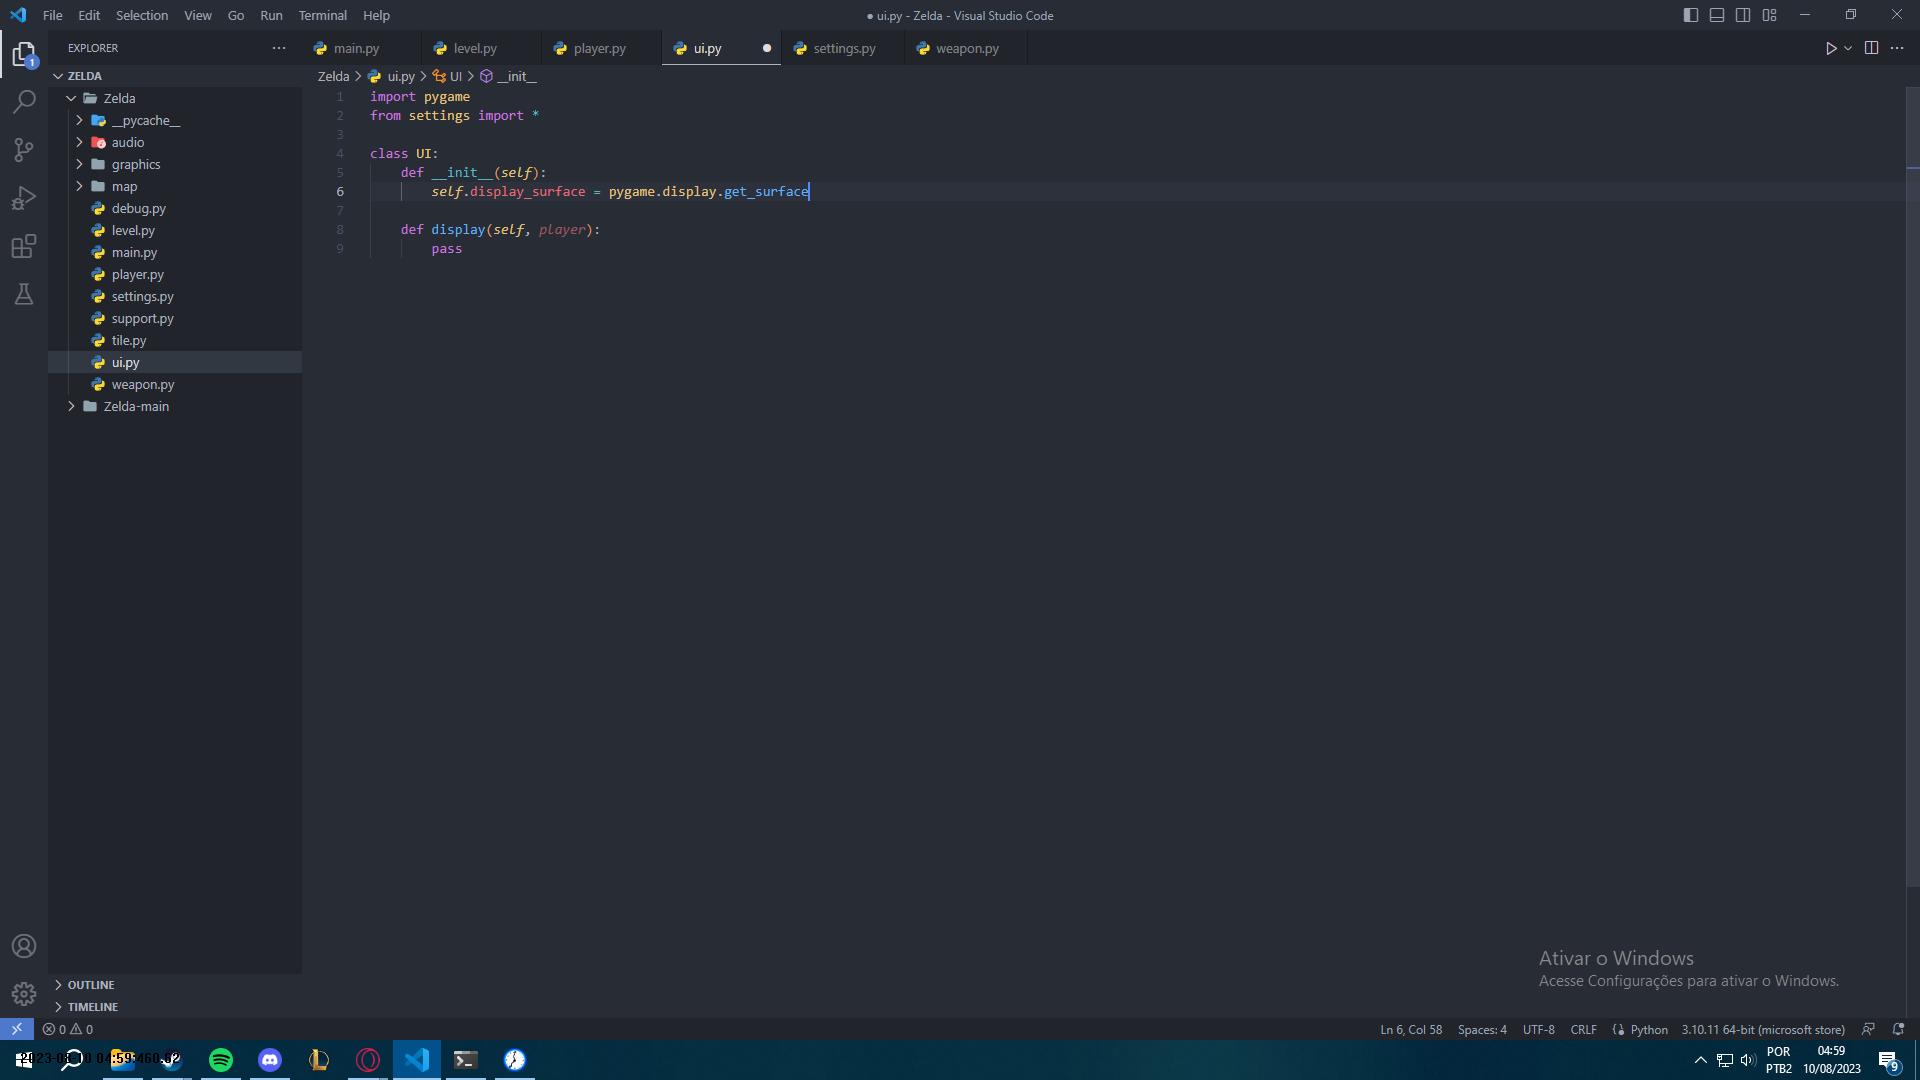 File Edit Selection View Go Run Terminal Help
● ui.py - Zelda - Visual Studio Code
EXPLORER
main.py level.py player.py ui.py settings.py weapon.py
ZELDA
Zelda > ui.py > UI > __init__
Zelda
__pycache__
audio
graphics
map
debug.py
level.py
main.py
player.py
settings.py
support.py
tile.py
ui.py
weapon.py
Zelda-main
1 import pygame
2 from settings import *
3
4 class UI:
5 def __init__(self):
6 self.display_surface = pygame.display.get_surface
7
8 def display(self, player):
9 pass
1
Ativar o Windows
Acesse Configurações para ativar o Windows.
OUTLINE
TIMELINE
0 0
Ln 6, Col 58 Spaces: 4 UTF-8 CRLF Python 3.10.11 64-bit (microsoft store)
POR
PTB2
04:59
10/08/2023
9